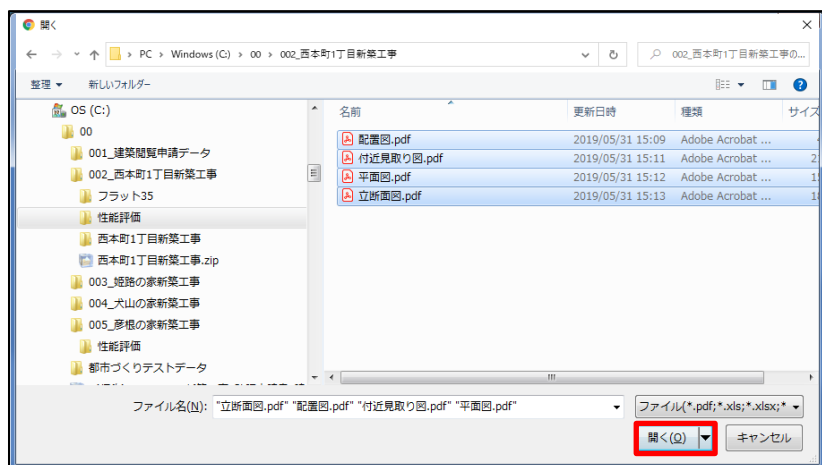 開く
PC › Windows (C:) › 00 › 002_西本町1丁目新築工事
002_西本町1丁目新築工事の...
整理 新しいフォルダー
OS (C:)
00
001_建築閲覧申請データ
002_西本町1丁目新築工事
フラット35
性能評価
西本町1丁目新築工事
西本町1丁目新築工事.zip
003_姫路の家新築工事
004_犬山の家新築工事
005_彦根の家新築工事
性能評価
都市づくりテストデータ
名前 更新日時 種類 サイズ
配置図.pdf 2019/05/31 15:09 Adobe Acrobat ...
付近見取り図.pdf 2019/05/31 15:11 Adobe Acrobat ...
平面図.pdf 2019/05/31 15:12 Adobe Acrobat ...
立断面図.pdf 2019/05/31 15:13 Adobe Acrobat ...
ファイル名(N): "立断面図.pdf" "配置図.pdf" "付近見取り図.pdf" "平面図.pdf"
ファイル(*.pdf;*.xls;*.xlsx;*
開く(O) キャンセル